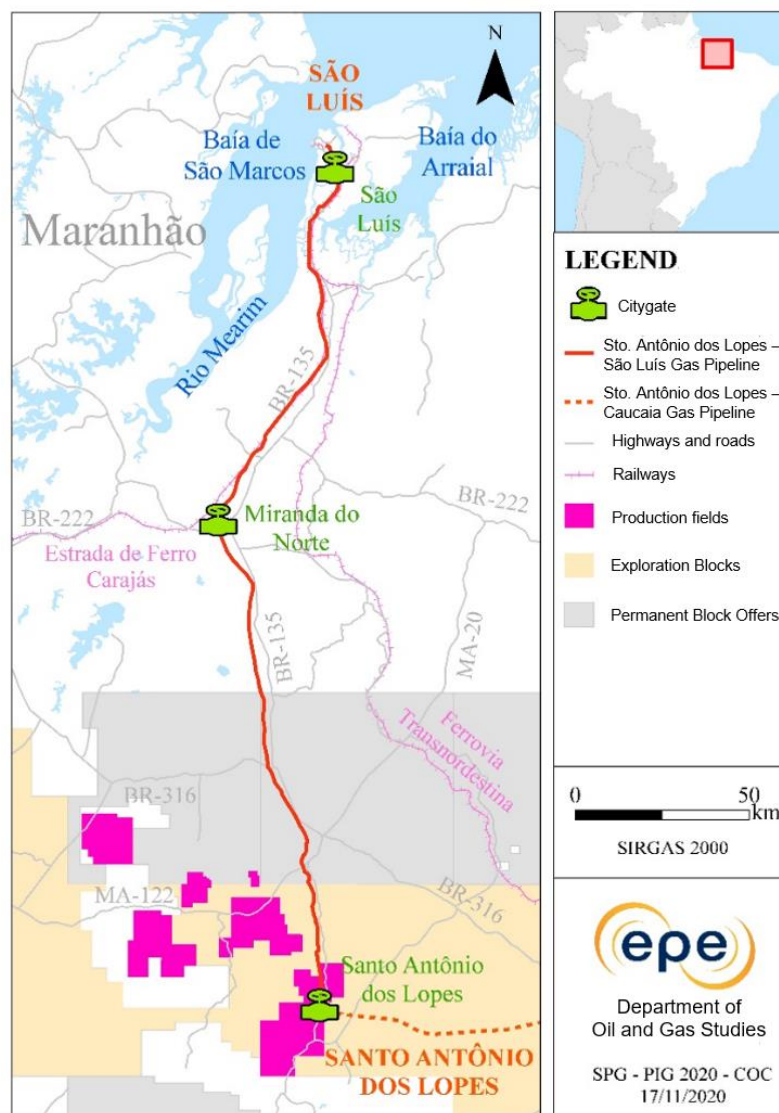 N
SÃO
LUÍS
Baía de
São Marcos
Baía do
Arraial
São
Luís
Maranhão
Rio Mearim
BR-135
BR-222
BR-222
Miranda do
Norte
Estrada de Ferro
Carajás
BR-135
MA-20
Ferrovia
Transnordestina
BR-316
MA-122
BR-316
Santo Antônio
dos Lopes
SANTO ANTÔNIO
DOS LOPES
LEGEND
Citygate
Sto. Antônio dos Lopes –
São Luís Gas Pipeline
Sto. Antônio dos Lopes –
Caucaia Gas Pipeline
Highways and roads
Railways
Production fields
Exploration Blocks
Permanent Block Offers
0 50
km
SIRGAS 2000
epe
Department of
Oil and Gas Studies
SPG - PIG 2020 - COC
17/11/2020